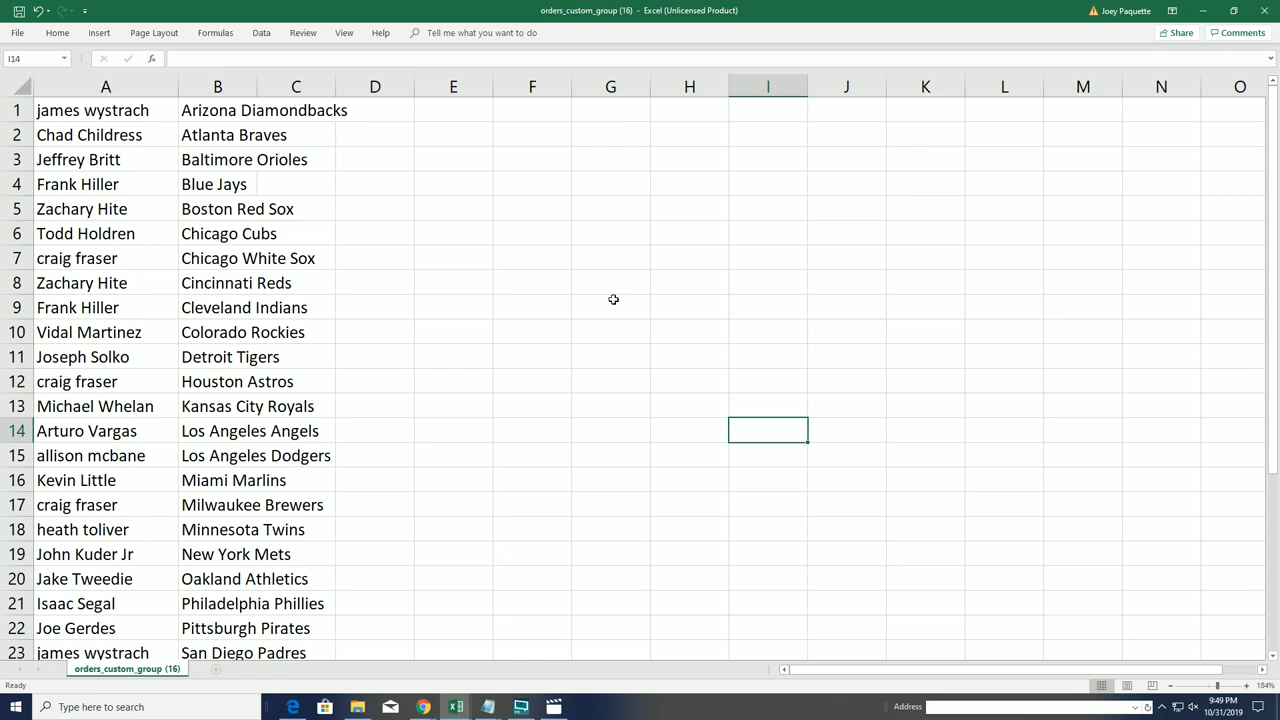 orders_custom_group (16) - Excel (Unlicensed Product)
Joey Paquette
File Home Insert Page Layout Formulas Data Review View Help Tell me what you want to do
Share Comments
I14
fx
A B C D E F G H I J K L M N O
1 james wystrach Arizona Diamondbacks
2 Chad Childress Atlanta Braves
3 Jeffrey Britt Baltimore Orioles
4 Frank Hiller Blue Jays
5 Zachary Hite Boston Red Sox
6 Todd Holdren Chicago Cubs
7 craig fraser Chicago White Sox
8 Zachary Hite Cincinnati Reds
9 Frank Hiller Cleveland Indians
10 Vidal Martinez Colorado Rockies
11 Joseph Solko Detroit Tigers
12 craig fraser Houston Astros
13 Michael Whelan Kansas City Royals
14 Arturo Vargas Los Angeles Angels
15 allison mcbane Los Angeles Dodgers
16 Kevin Little Miami Marlins
17 craig fraser Milwaukee Brewers
18 heath toliver Minnesota Twins
19 John Kuder Jr New York Mets
20 Jake Tweedie Oakland Athletics
21 Isaac Segal Philadelphia Phillies
22 Joe Gerdes Pittsburgh Pirates
23 james wystrach San Diego Padres
orders_custom_group (16)
Ready
184%
Type here to search
Address
9:49 PM
10/31/2019